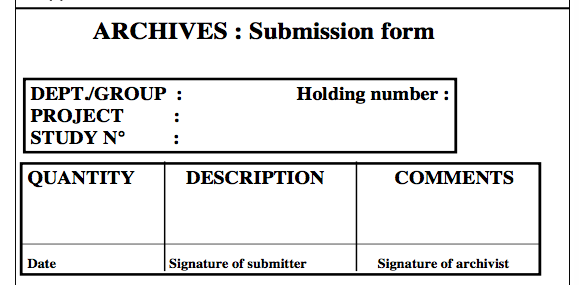 ARCHIVES : Submission form
DEPT./GROUP : Holding number :
PROJECT :
STUDY N° :
QUANTITY DESCRIPTION COMMENTS
Date Signature of submitter Signature of archivist